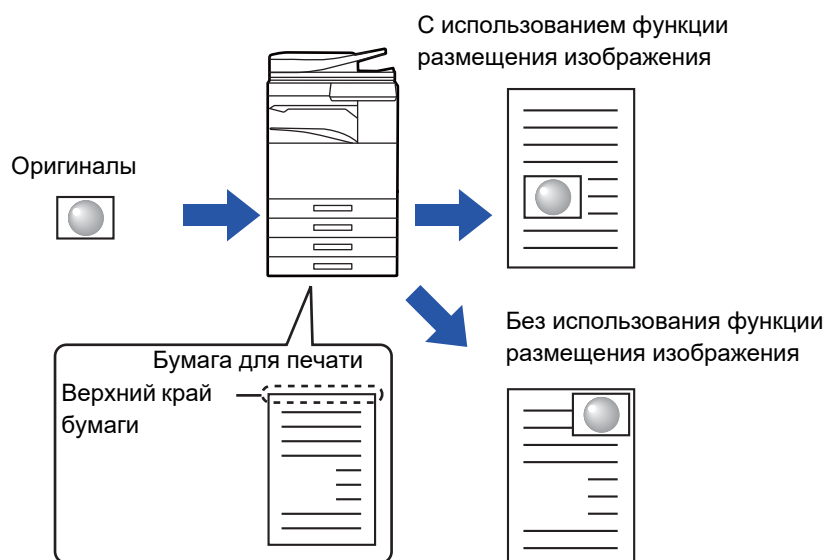 С использованием функции
размещения изображения
Оригиналы
Без использования функции
размещения изображения
Бумага для печати
Верхний край
бумаги